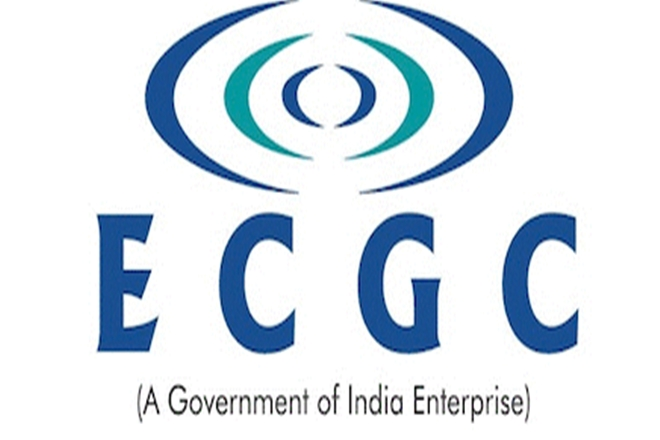 ECGC
(A Government of India Enterprise)